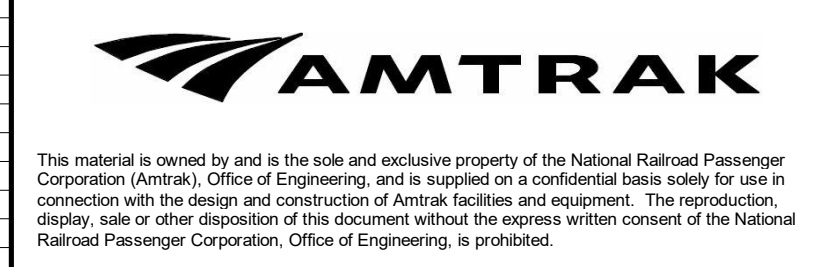 AMTRAK
This material is owned by and is the sole and exclusive property of the National Railroad Passenger
Corporation (Amtrak), Office of Engineering, and is supplied on a confidential basis solely for use in
connection with the design and construction of Amtrak facilities and equipment.  The reproduction,
display, sale or other disposition of this document without the express written consent of the National
Railroad Passenger Corporation, Office of Engineering, is prohibited.